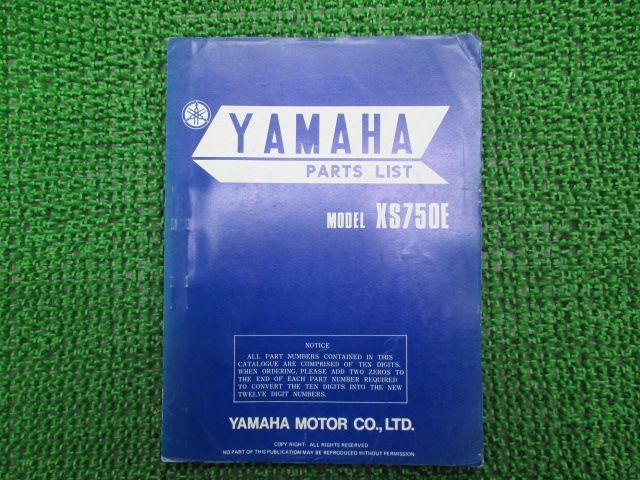 YAMAHA
PARTS LIST
MODEL XS750E
NOTICE
ALL PART NUMBERS CONTAINED IN THIS
CATALOGUE ARE COMPRISED OF TEN DIGITS.
WHEN ORDERING, PLEASE ADD TWO ZEROS TO
THE END OF EACH PART NUMBER REQUIRED
TO CONVERT THE TEN DIGITS INTO THE NEW
TWELVE DIGIT NUMBERS.
YAMAHA MOTOR CO., LTD.
COPY RIGHT: ALL RIGHTS RESERVED
NO PART OF THIS PUBLICATION MAY BE REPRODUCED WITHOUT PERMISSION.